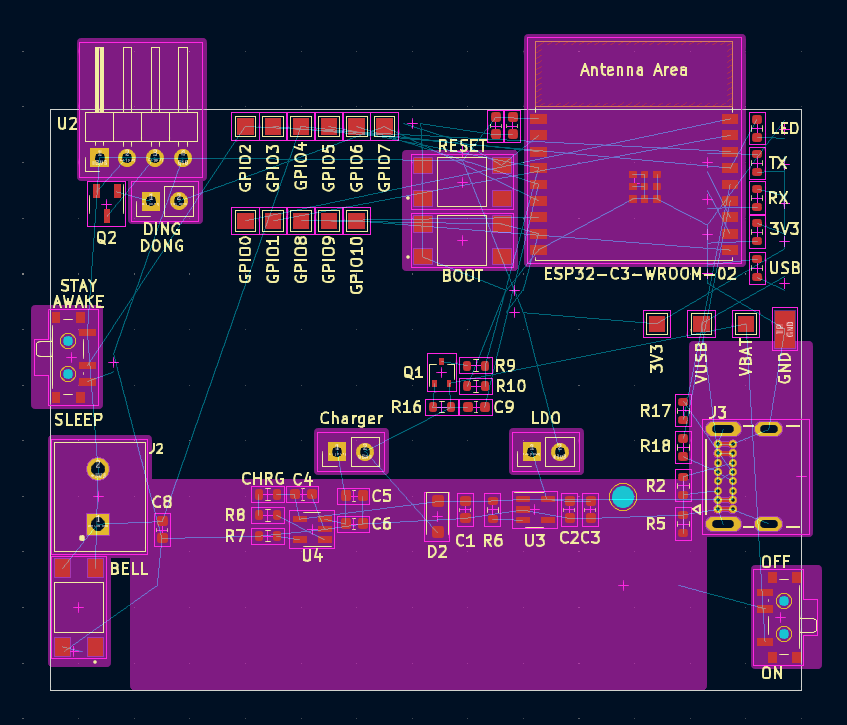 Antenna Area
U2
LED
RESET
TX
GPIO2
GPIO3
GPIO4
GPIO5
GPIO6
GPIO7
RX
DING
DONG
Q2
3V3
GPIO0
GPIO1
GPIO8
GPIO9
GPIO10
BOOT
ESP32-C3-WROOM-02
USB
STAY
AWAKE
3V3
VUSB
VBAT
GND
GND
Q1
R9
R10
R16
C9
SLEEP
Charger
LDO
R17
J3
R18
J2
CHRG
C4
R2
C8
C5
R8
C6
R5
R7
U4
D2
C1
R6
U3
C2
C3
BELL
OFF
ON